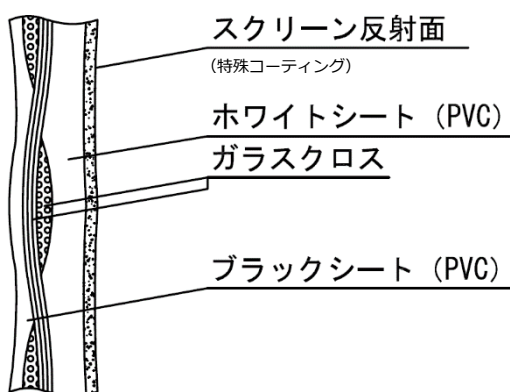 スクリーン反射面
(特殊コーティング)
ホワイトシート (PVC)
ガラスクロス
ブラックシート (PVC)